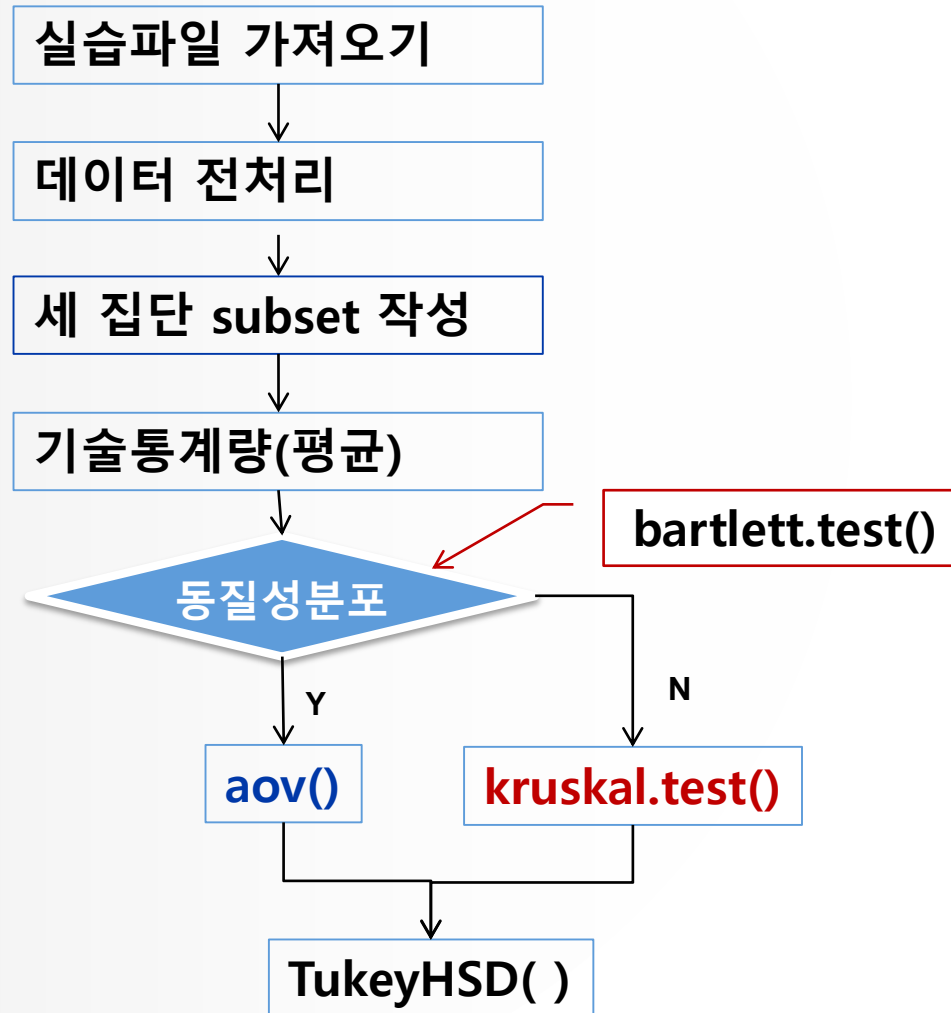 실습파일 가져오기
데이터 전처리
세 집단 subset 작성
기술통계량(평균)
bartlett.test()
동질성분포
Y
N
aov()
kruskal.test()
TukeyHSD( )